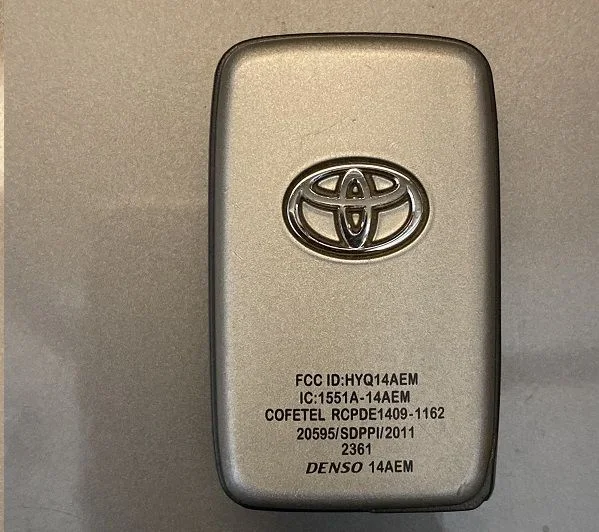 FCC ID:HYQ14AEM
IC:1551A-14AEM
COFETEL RCPDE1409-1162
20595/SDPPI/2011
2361
DENSO 14AEM